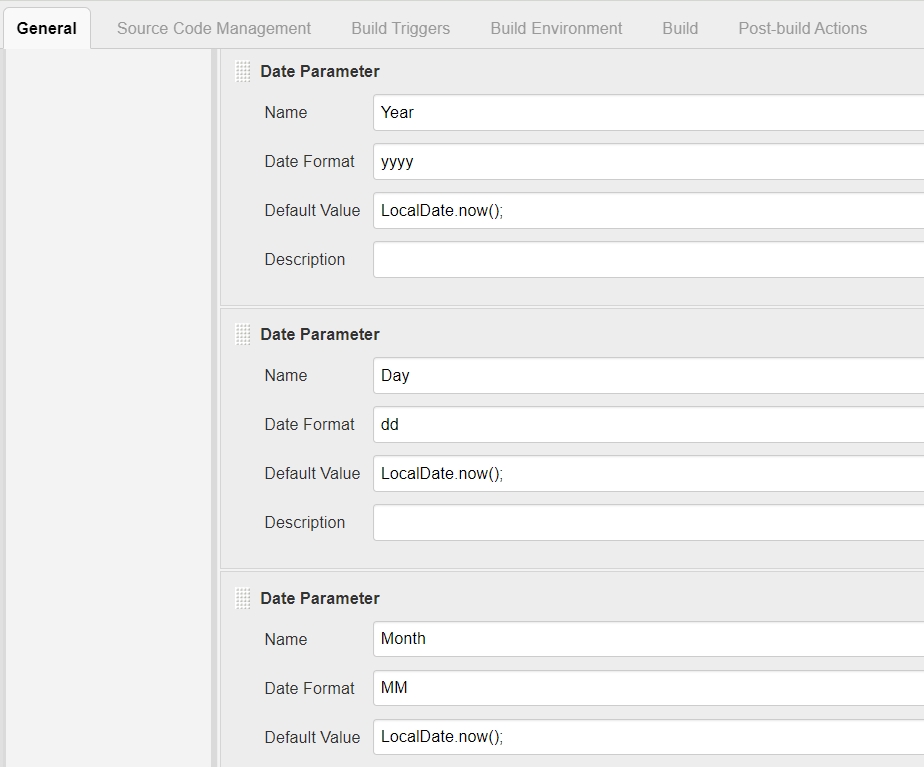 General Source Code Management Build Triggers Build Environment Build Post-build Actions
Date Parameter
Name Year
Date Format yyyy
Default Value LocalDate.now();
Description
Date Parameter
Name Day
Date Format dd
Default Value LocalDate.now();
Description
Date Parameter
Name Month
Date Format MM
Default Value LocalDate.now();